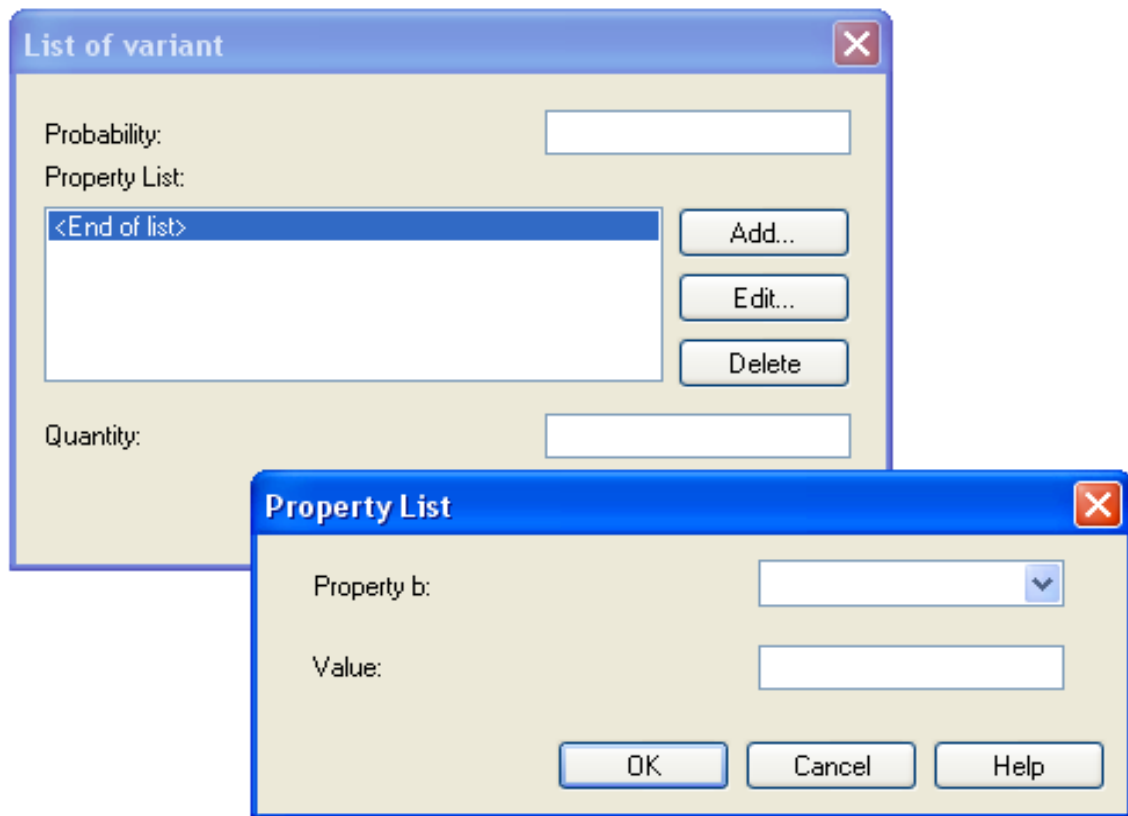 List of variant
Probability:
Property List:
<End of list>
Add...
Edit...
Delete
Quantity:
Property List
Property b:
Value:
OK Cancel Help